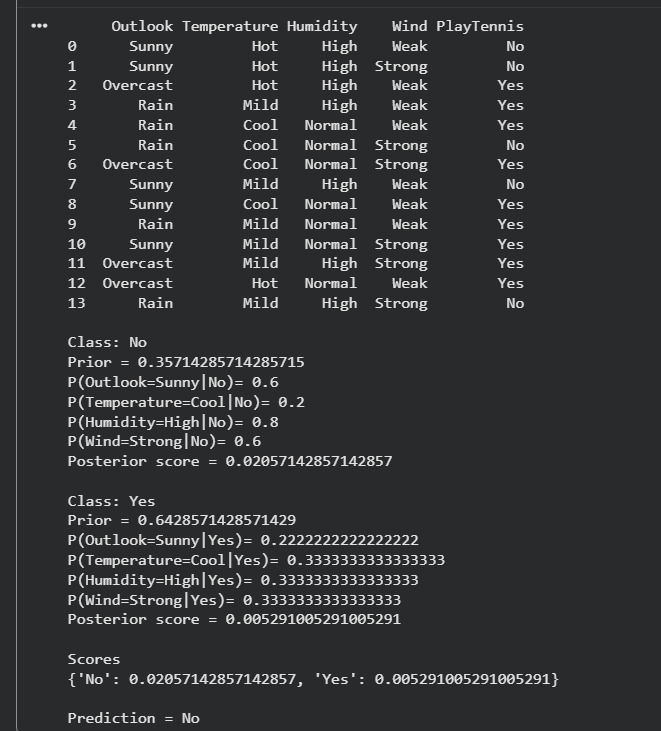 Outlook Temperature Humidity Wind PlayTennis
0 Sunny Hot High Weak No
1 Sunny Hot High Strong No
2 Overcast Hot High Weak Yes
3 Rain Mild High Weak Yes
4 Rain Cool Normal Weak Yes
5 Rain Cool Normal Strong No
6 Overcast Cool Normal Strong Yes
7 Sunny Mild High Weak No
8 Sunny Cool Normal Weak Yes
9 Rain Mild Normal Weak Yes
10 Sunny Mild Normal Strong Yes
11 Overcast Mild High Strong Yes
12 Overcast Hot Normal Weak Yes
13 Rain Mild High Strong No
Class: No
Prior = 0.35714285714285715
P(Outlook=Sunny|No)= 0.6
P(Temperature=Cool|No)= 0.2
P(Humidity=High|No)= 0.8
P(Wind=Strong|No)= 0.6
Posterior score = 0.02057142857142857
Class: Yes
Prior = 0.6428571428571429
P(Outlook=Sunny|Yes)= 0.2222222222222222
P(Temperature=Cool|Yes)= 0.3333333333333333
P(Humidity=High|Yes)= 0.3333333333333333
P(Wind=Strong|Yes)= 0.3333333333333333
Posterior score = 0.005291005291005291
Scores
{'No': 0.02057142857142857, 'Yes': 0.005291005291005291}
Prediction = No